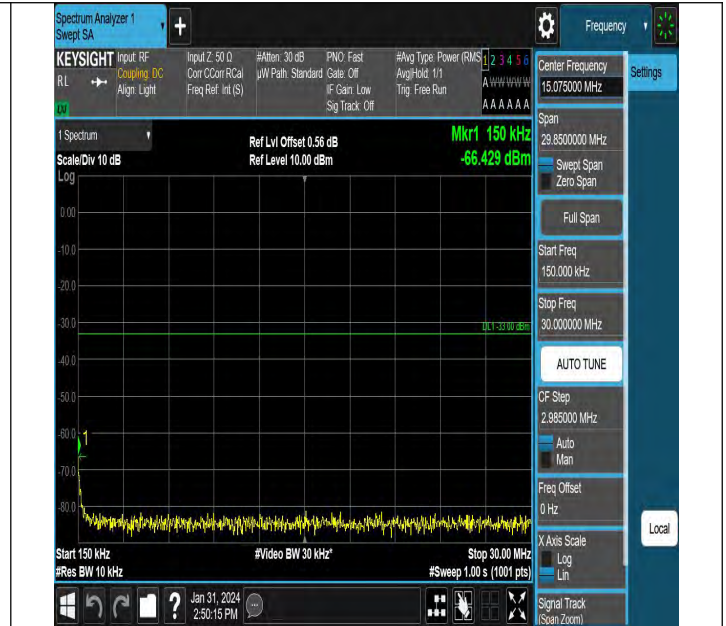 Spectrum Analyzer 1
Swept SA
+
Frequency
KEYSIGHT
RL
Input: RF
Coupling: DC
Align: Light
Input Z: 50 Ω
Corr CCorr RCal
Freq Ref: Int (S)
#Atten: 30 dB
µW Path: Standard
PNO: Fast
Gate: Off
IF Gain: Low
Sig Track: Off
#Avg Type: Power (RMS
Avg|Hold: 1/1
Trig: Free Run
1 2 3 4 5 6
A W W W W W
A A A A A A
1 Spectrum
Scale/Div 10 dB
Log
Ref Lvl Offset 0.56 dB
Ref Level 10.00 dBm
Mkr1 150 kHz
-66.429 dBm
0.00
-10.0
-20.0
-30.0
DL1 -33.00 dBm
-40.0
-50.0
-60.0
1
-70.0
-80.0
Start 150 kHz
#Res BW 10 kHz
#Video BW 30 kHz*
Stop 30.00 MHz
#Sweep 1.00 s (1001 pts)
?
Jan 31, 2024
2:50:15 PM
Center Frequency
15.075000 MHz
Settings
Span
29.8500000 MHz
Swept Span
Zero Span
Full Span
Start Freq
150.000 kHz
Stop Freq
30.000000 MHz
AUTO TUNE
CF Step
2.985000 MHz
Auto
Man
Freq Offset
0 Hz
X Axis Scale
Log
Lin
Local
Signal Track
(Span Zoom)